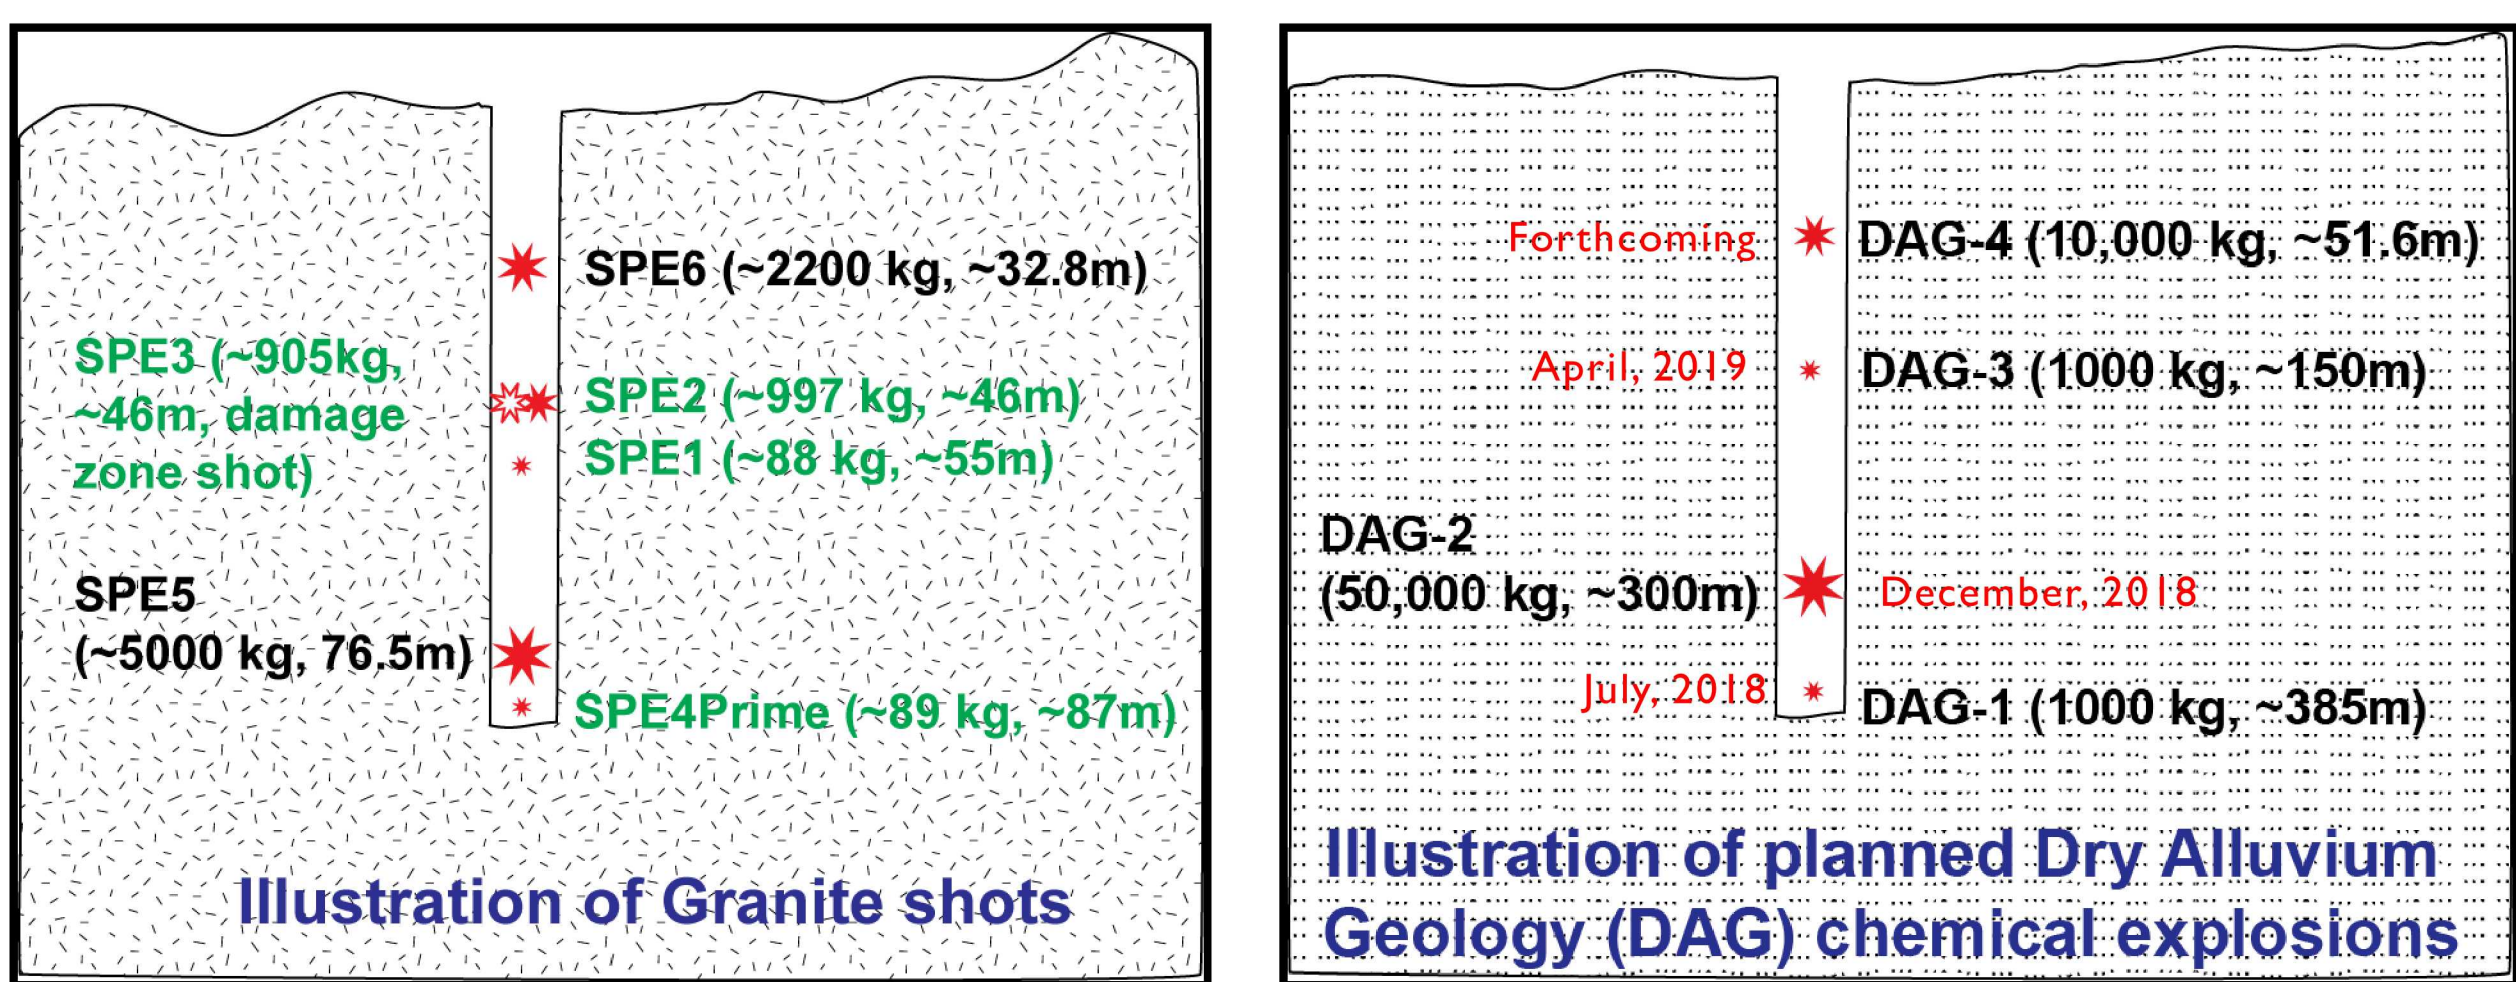 SPE6 (~2200 kg, ~32.8m)
SPE3 (~905kg,
~46m, damage
zone shot)
SPE2 (~997 kg, ~46m)
SPE1 (~88 kg, ~55m)
SPE5
(~5000 kg, 76.5m)
SPE4Prime (~89 kg, ~87m)
Illustration of Granite shots
Forthcoming
DAG-4 (10,000 kg, ~51.6m)
April, 2019
DAG-3 (1000 kg, ~150m)
DAG-2
(50,000 kg, ~300m)
December, 2018
July, 2018
DAG-1 (1000 kg, ~385m)
Illustration of planned Dry Alluvium
Geology (DAG) chemical explosions